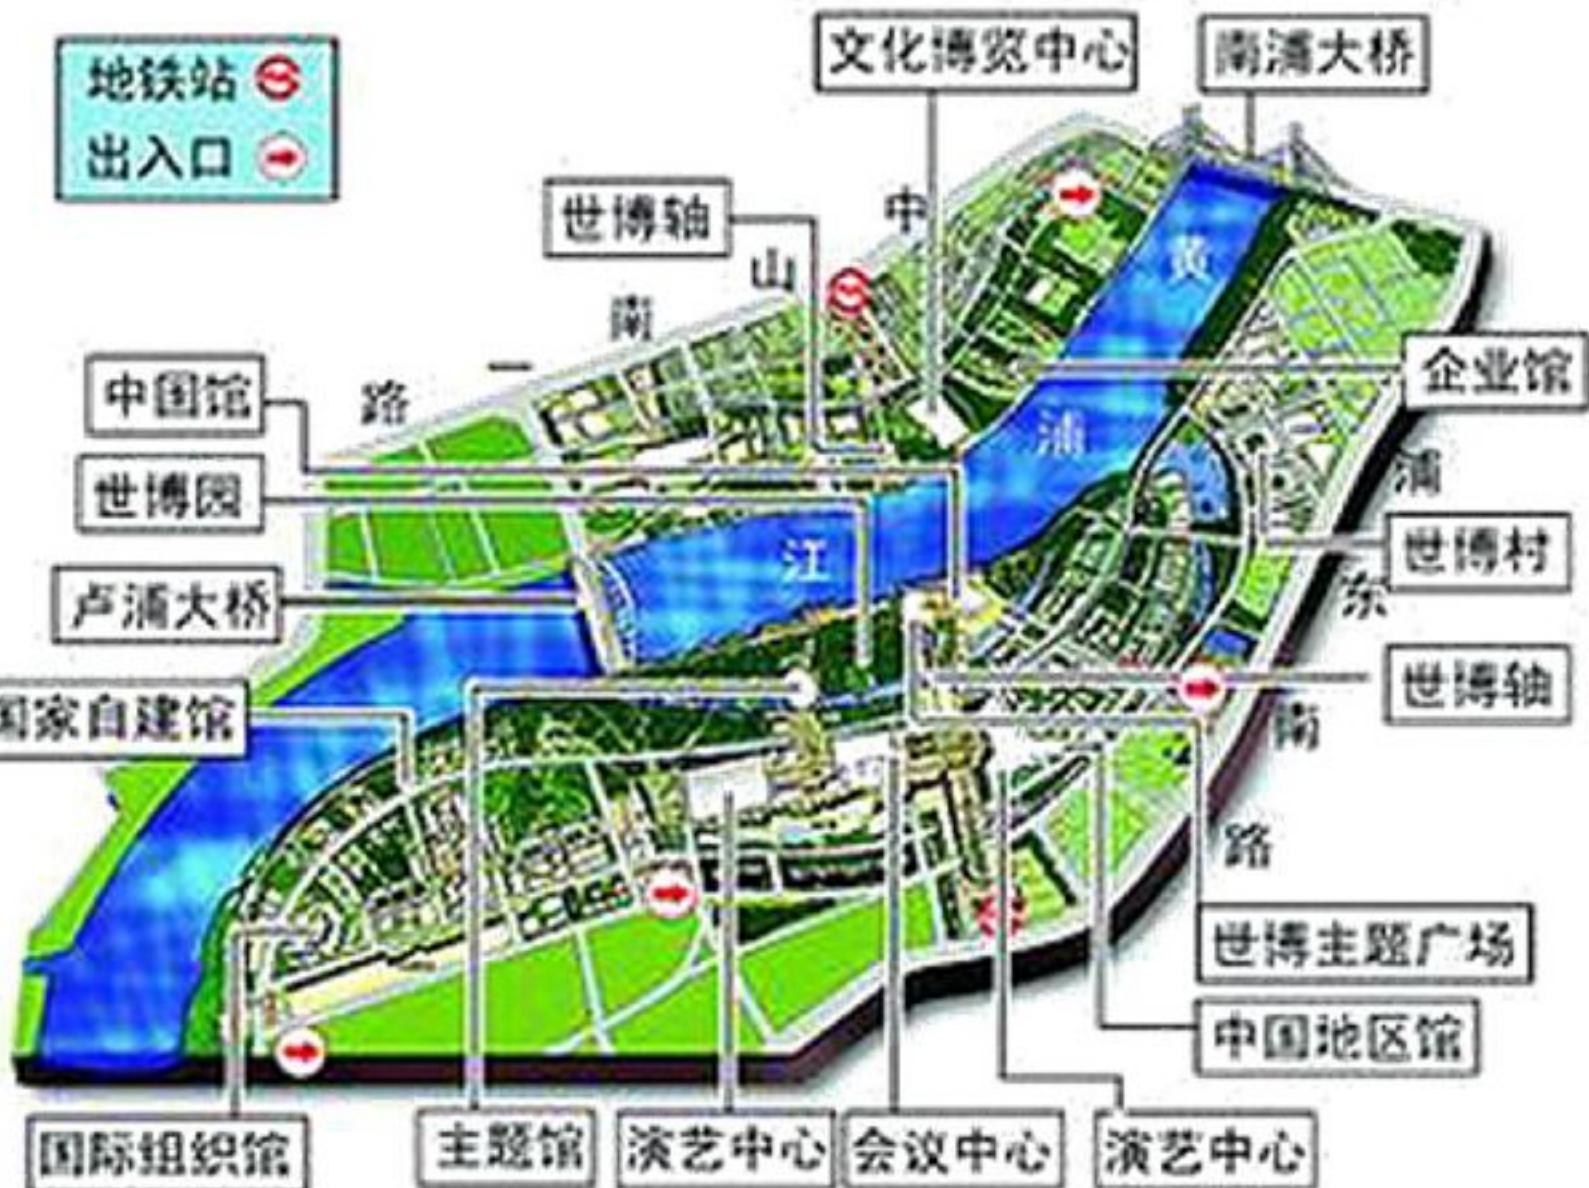 地铁站
出入口
文化博览中心
南浦大桥
世博轴
中
山
南
一
路
黄
浦
江
企业馆
中国馆
世博园
浦
东
南
路
世博村
卢浦大桥
世博轴
国家自建馆
世博主题广场
中国地区馆
国际组织馆
主题馆
演艺中心
会议中心
演艺中心